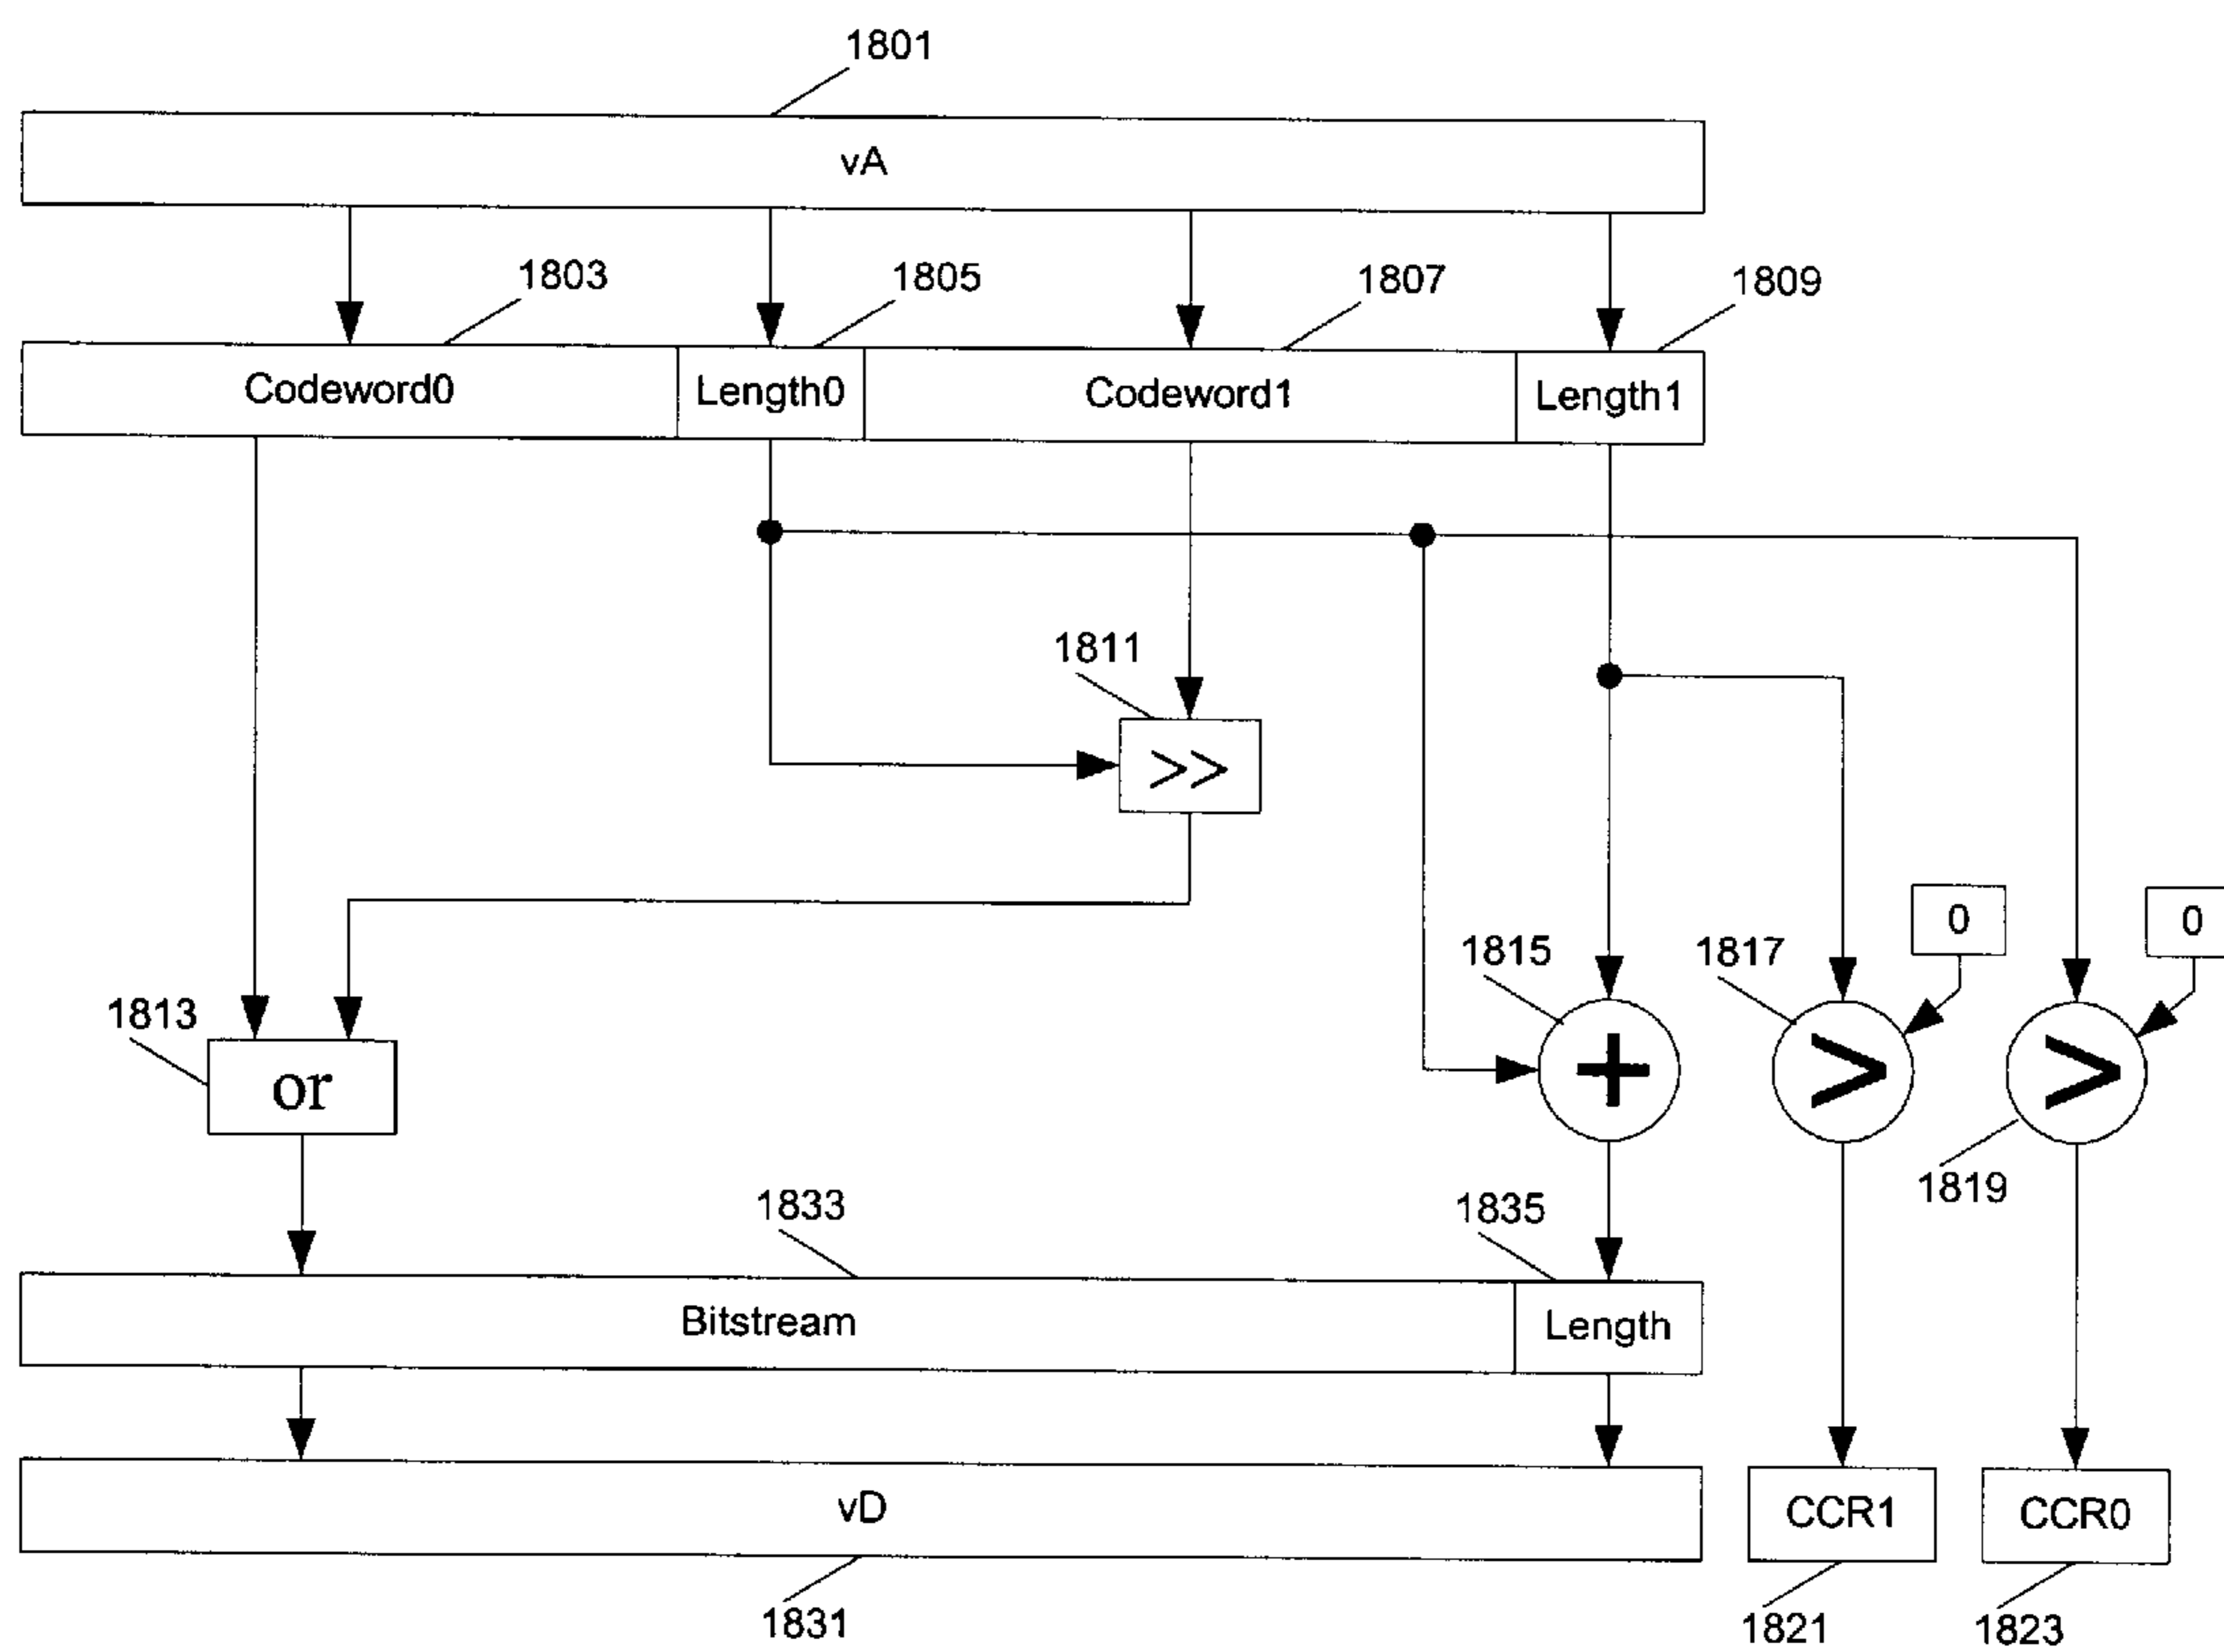 1801
vA
1803
1805
1807
1809
Codeword0
Length0
Codeword1
Length1
1811
>>
0
0
1813
1815
1817
or
+
>
>
1819
1833
1835
Bitstream
Length
vD
CCR1
CCR0
1831
1821
1823